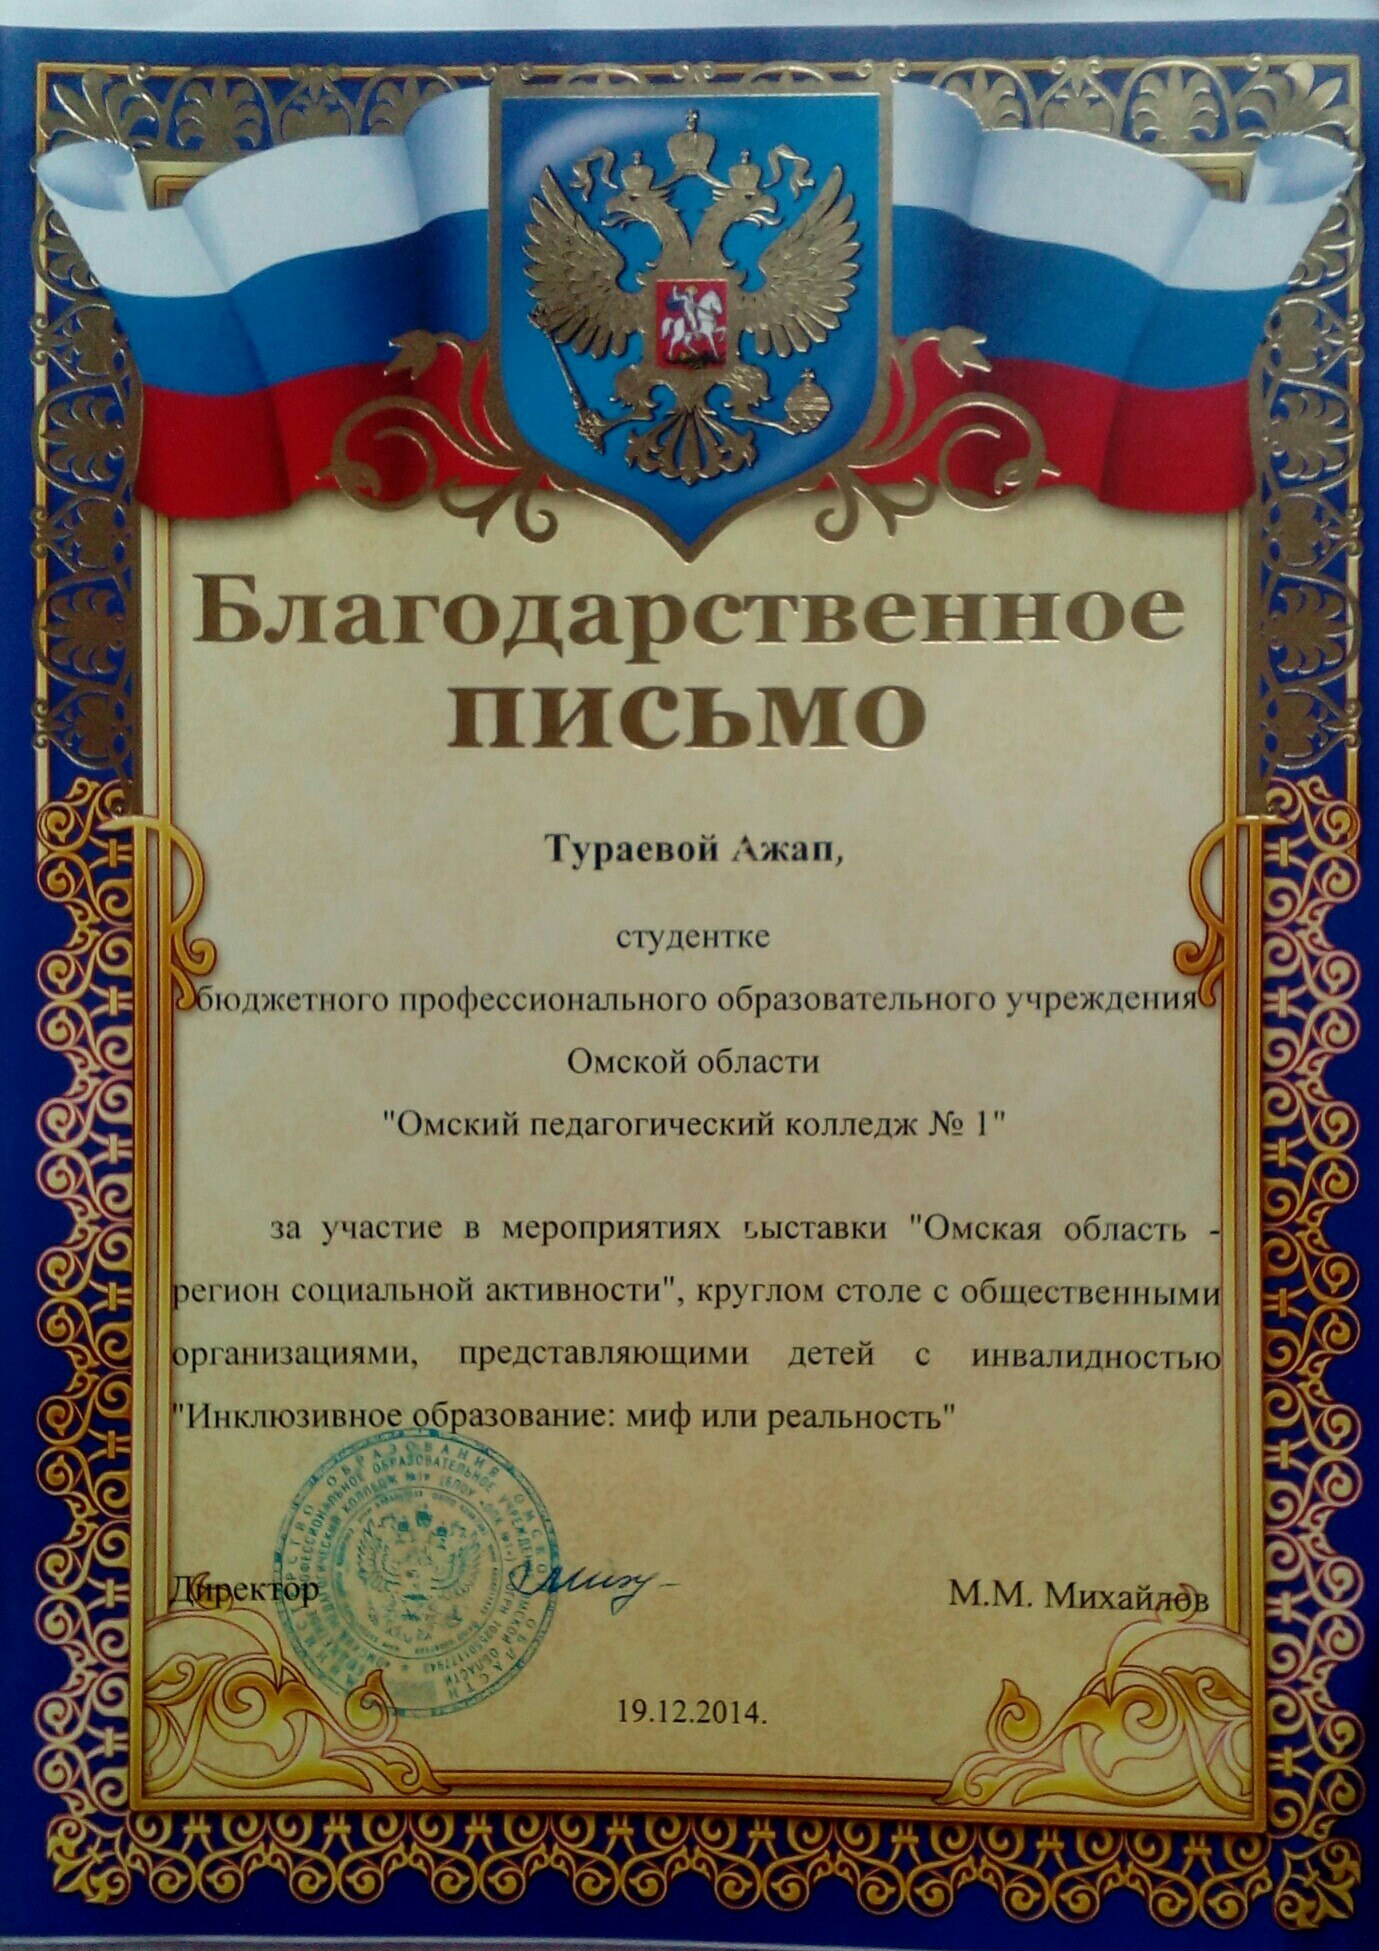 Благодарственное
письмо
Тураевой Ажап,
студентке
бюджетного профессионального образовательного учреждения
Омской области
"Омский педагогический колледж № 1"
за участие в мероприятиях выставки "Омская область -
регион социальной активности", круглом столе с общественными
организациями, представляющими детей с инвалидностью
"Инклюзивное образование: миф или реальность"
Директор
М.М. Михайлов
19.12.2014.